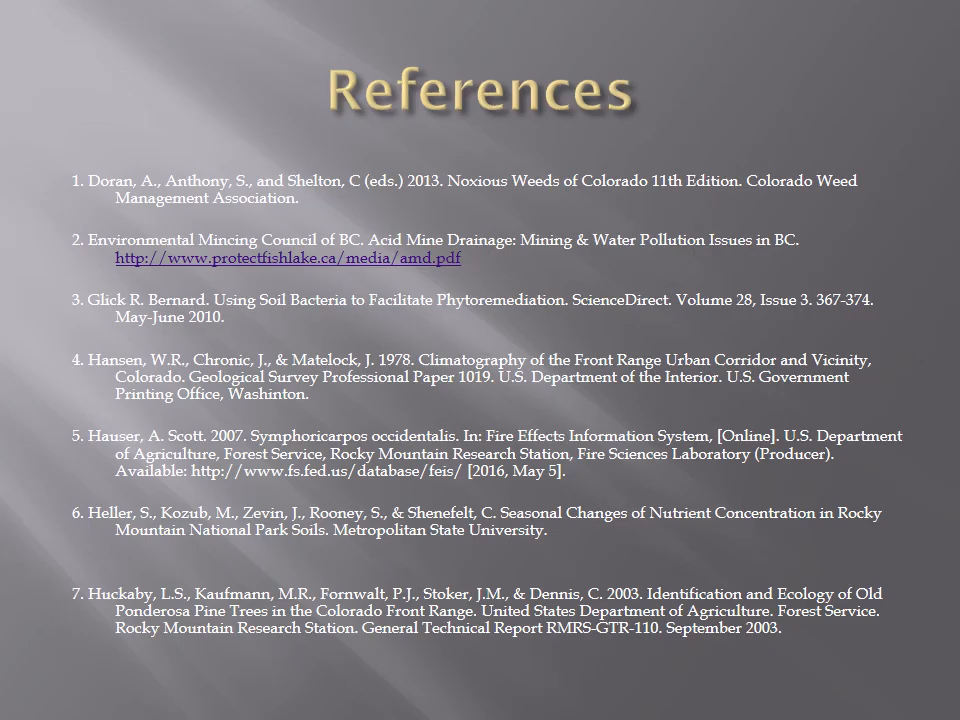 References
1. Doran, A., Anthony, S., and Shelton, C (eds.) 2013. Noxious Weeds of Colorado 11th Edition. Colorado Weed
Management Association.
2. Environmental Mincing Council of BC. Acid Mine Drainage: Mining & Water Pollution Issues in BC.
http://www.protectfishlake.ca/media/amd.pdf
3. Glick R. Bernard. Using Soil Bacteria to Facilitate Phytoremediation. ScienceDirect. Volume 28, Issue 3. 367-374.
May-June 2010.
4. Hansen, W.R., Chronic, J., & Matelock, J. 1978. Climatography of the Front Range Urban Corridor and Vicinity,
Colorado. Geological Survey Professional Paper 1019. U.S. Department of the Interior. U.S. Government
Printing Office, Washinton.
5. Hauser, A. Scott. 2007. Symphoricarpos occidentalis. In: Fire Effects Information System, [Online]. U.S. Department
of Agriculture, Forest Service, Rocky Mountain Research Station, Fire Sciences Laboratory (Producer).
Available: http://www.fs.fed.us/database/feis/ [2016, May 5].
6. Heller, S., Kozub, M., Zevin, J., Rooney, S., & Shenefelt, C. Seasonal Changes of Nutrient Concentration in Rocky
Mountain National Park Soils. Metropolitan State University.
7. Huckaby, L.S., Kaufmann, M.R., Fornwalt, P.J., Stoker, J.M., & Dennis, C. 2003. Identification and Ecology of Old
Ponderosa Pine Trees in the Colorado Front Range. United States Department of Agriculture. Forest Service.
Rocky Mountain Research Station. General Technical Report RMRS-GTR-110. September 2003.